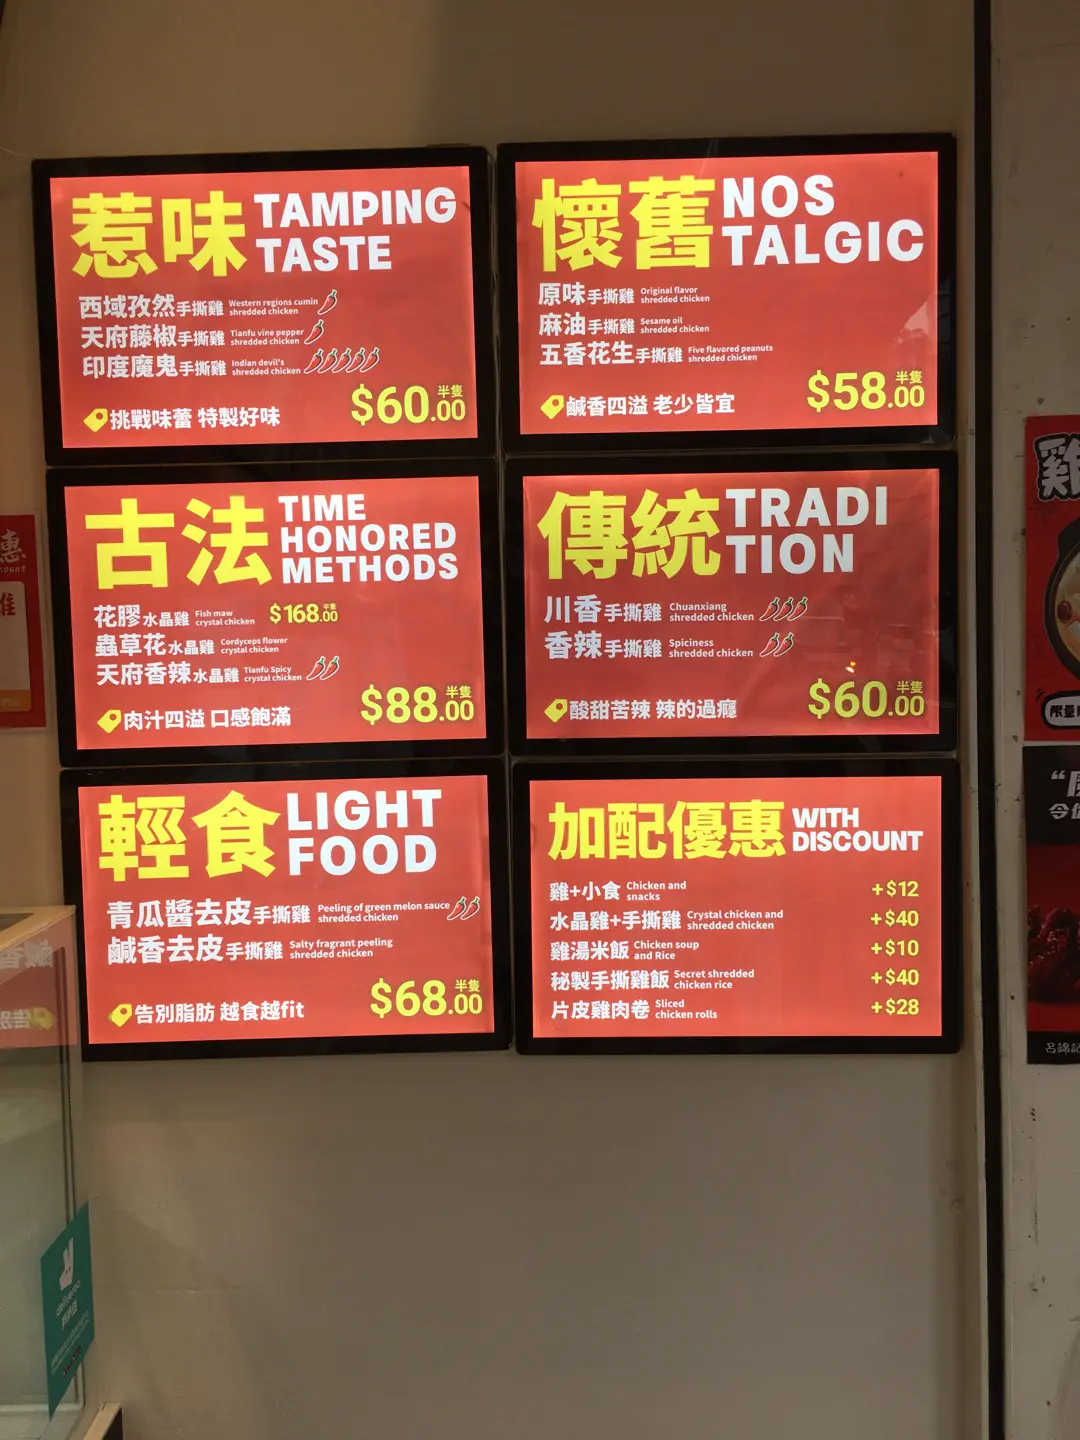 惹味 TAMPING
TASTE
西域孜然手撕雞 Western regions cumin
shredded chicken
天府藤椒手撕雞 Tianfu vine pepper
shredded chicken
印度魔鬼手撕雞 Indian devil's
shredded chicken
挑戰味蕾 特製好味
$60.00 半隻
懷舊 NOS
TALGIC
原味手撕雞 Original flavor
shredded chicken
麻油手撕雞 Sesame oil
shredded chicken
五香花生手撕雞 Five flavored peanuts
shredded chicken
鹹香四溢 老少皆宜
$58.00 半隻
古法 TIME
HONORED
METHODS
花膠水晶雞 Fish maw
crystal chicken
$168.00 半隻
蟲草花水晶雞 Cordyceps flower
crystal chicken
天府香辣水晶雞 Tianfu Spicy
crystal chicken
肉汁四溢 口感飽滿
$88.00 半隻
傳統 TRADI
TION
川香手撕雞 Chuanxiang
shredded chicken
香辣手撕雞 Spiciness
shredded chicken
酸甜苦辣 辣的過癮
$60.00 半隻
輕食 LIGHT
FOOD
青瓜醬去皮手撕雞 Peeling of green melon sauce
shredded chicken
鹹香去皮手撕雞 Salty fragrant peeling
shredded chicken
告別脂肪 越食越fit
$68.00 半隻
加配優惠 WITH
DISCOUNT
雞+小食 Chicken and
snacks
+$12
水晶雞+手撕雞 Crystal chicken and
shredded chicken
+$40
雞湯米飯 Chicken soup
and Rice
+$10
秘製手撕雞飯 Secret shredded
chicken rice
+$40
片皮雞肉卷 Sliced
chicken rolls
+$28
雞
限量
呂錦記
deliveroo
戶戶送